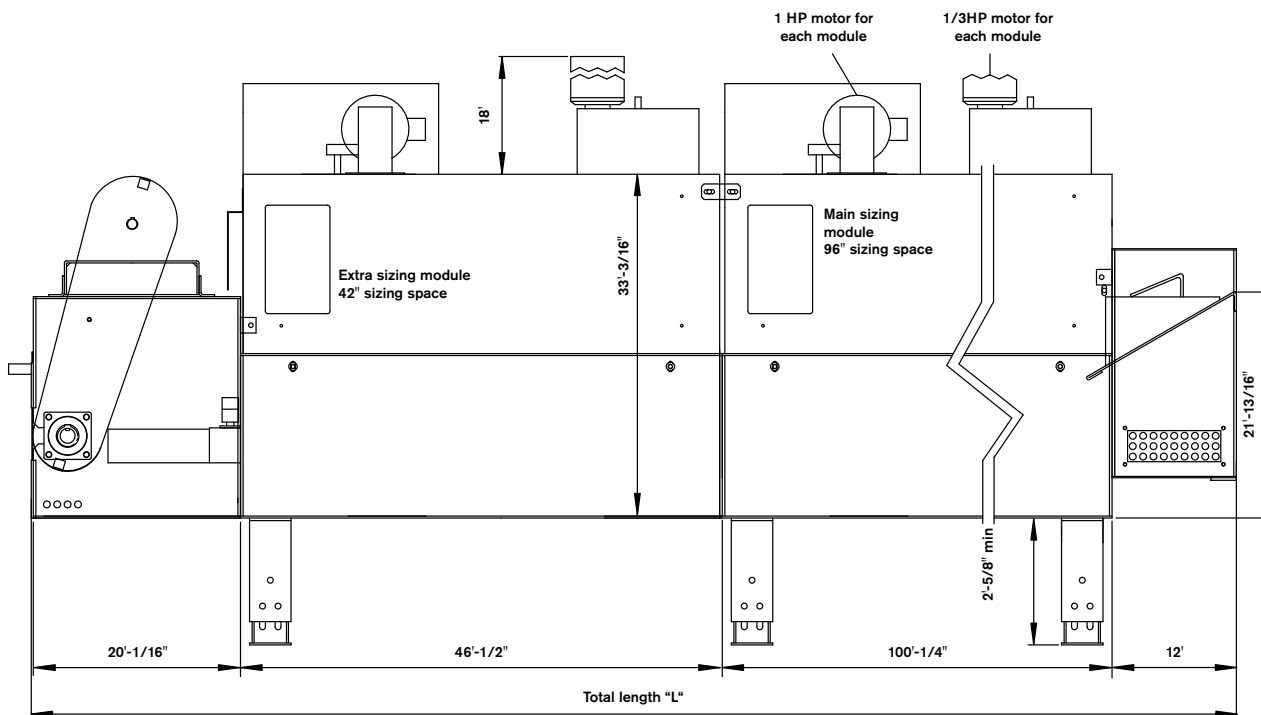 1 HP motor for
each module
1/3HP motor for
each module
18'
Extra sizing module
42" sizing space
33'-3/16"
Main sizing
module
96" sizing space
21'-13/16"
2'-5/8" min
20'-1/16"
46'-1/2"
100'-1/4"
12'
Total length "L"